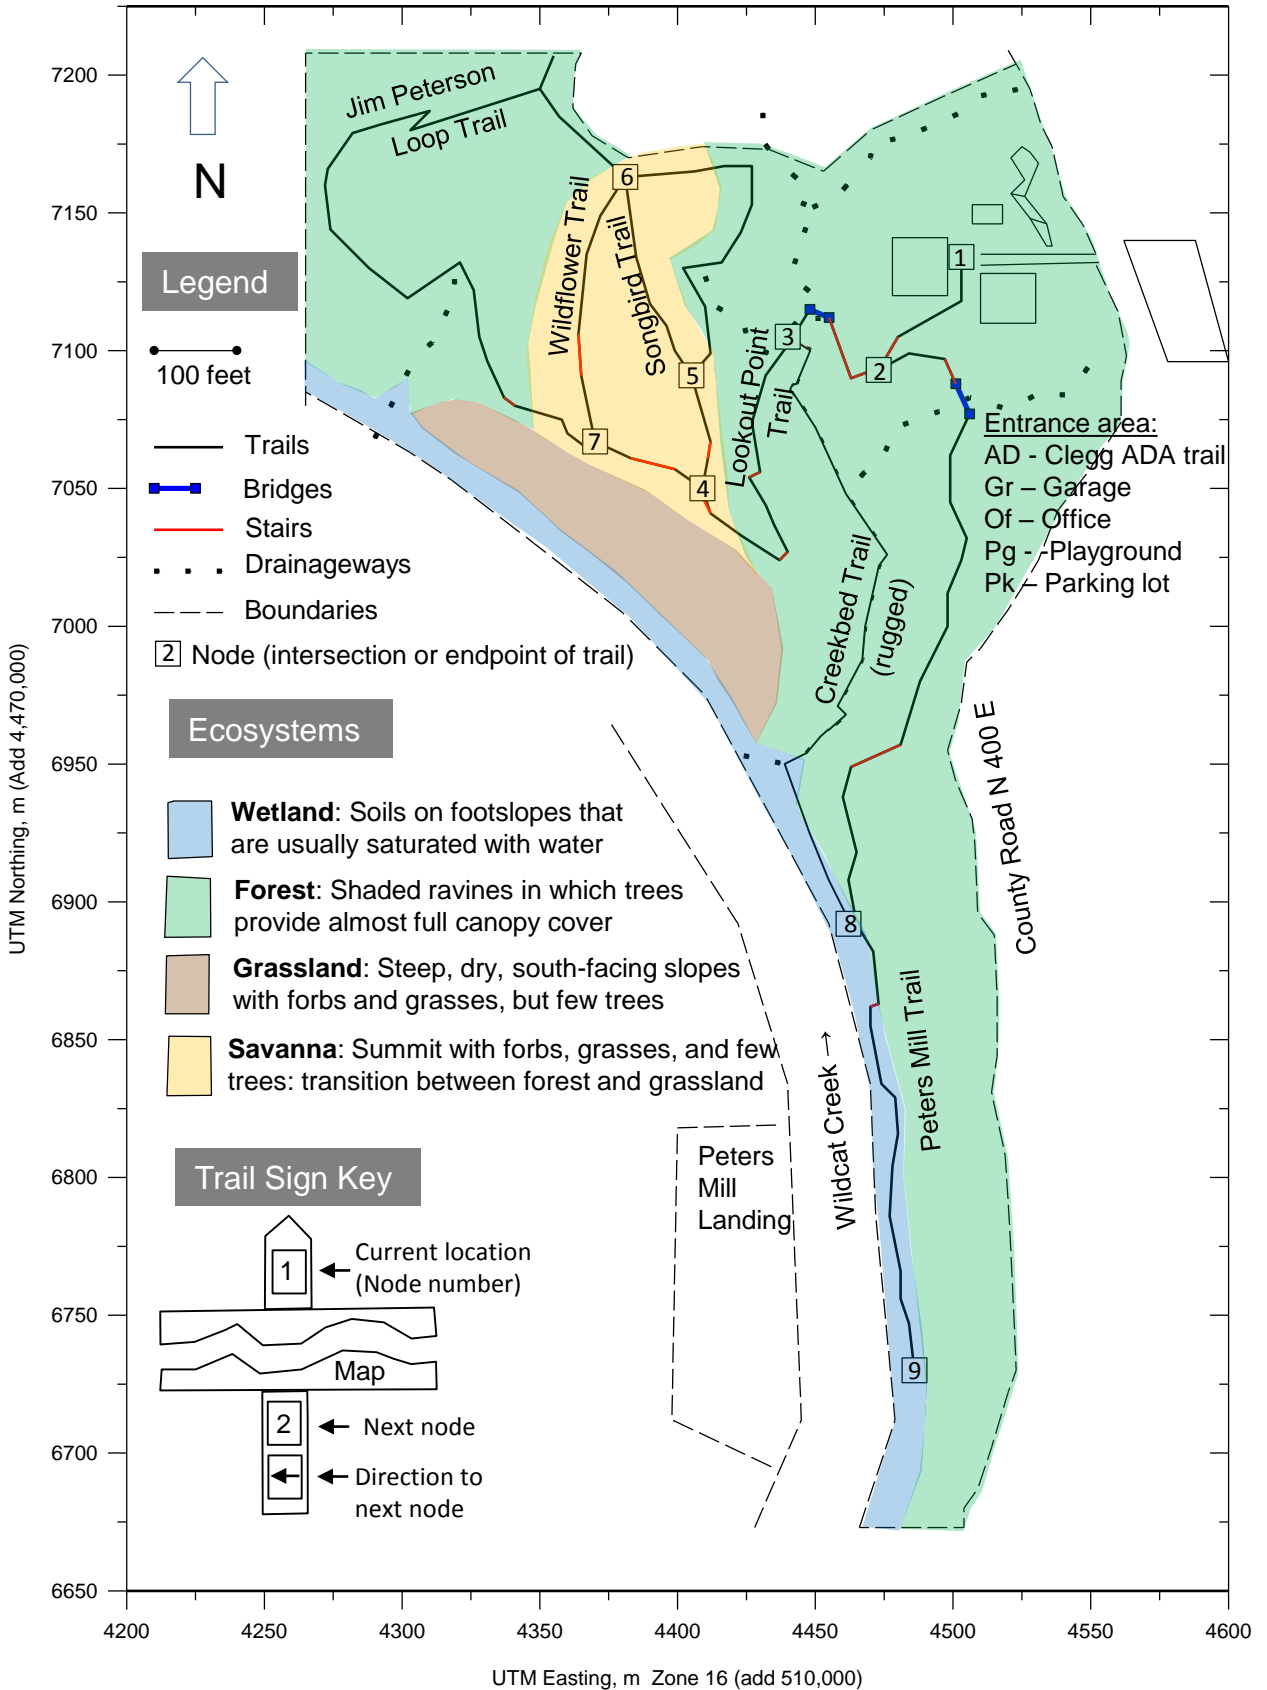 7200
7150
7100
7050
7000
6950
6900
6850
6800
6750
6700
6650
UTM Northing, m (Add 4,470,000)
4200
4250
4300
4350
4400
4450
4500
4550
4600
UTM Easting, m Zone 16 (add 510,000)
N
Jim Peterson
Loop Trail
Wildflower Trail
Songbird Trail
Lookout Point
Trail
Creekbed Trail
(rugged)
County Road N 400 E
Peters Mill Trail
Wildcat Creek →
Peters
Mill
Landing
1
2
3
4
5
6
7
8
9
Entrance area:
AD - Clegg ADA trail
Gr – Garage
Of – Office
Pg - -Playground
Pk – Parking lot
Legend
100 feet
Trails
Bridges
Stairs
Drainageways
Boundaries
2 Node (intersection or endpoint of trail)
Ecosystems
Wetland: Soils on footslopes that
are usually saturated with water
Forest: Shaded ravines in which trees
provide almost full canopy cover
Grassland: Steep, dry, south-facing slopes
with forbs and grasses, but few trees
Savanna: Summit with forbs, grasses, and few
trees: transition between forest and grassland
Trail Sign Key
1
Current location
(Node number)
Map
2
Next node
Direction to
next node